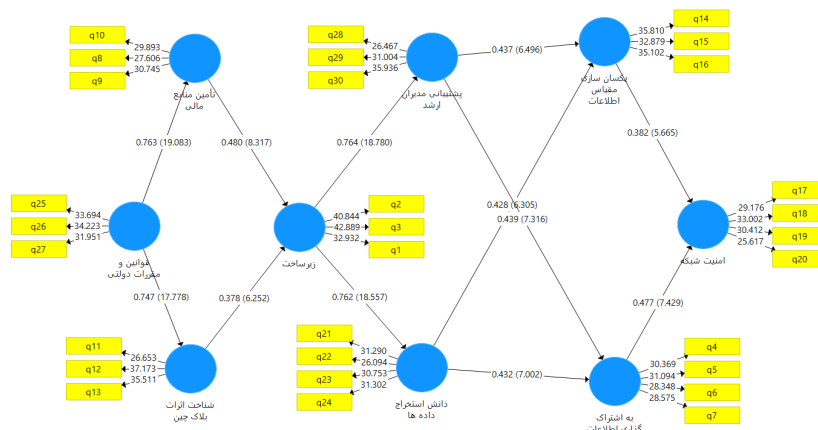 q10
q8
q9
29.893
27.606
30.745
تأمین منابع
مالی
q28
q29
q30
26.467
31.004
35.936
پشتیبانی مدیران
ارشد
0.437 (6.496)
یکسان سازی
مقیاس
اطلاعات
35.810
32.879
35.102
q14
q15
q16
0.763 (19.083)
0.480 (8.317)
0.764 (18.780)
0.382 (5.665)
q25
q26
q27
33.694
34.223
31.951
قوانین و
مقررات دولتی
زیرساخت
40.844
42.889
32.932
q2
q3
q1
0.428 (6.305)
0.439 (7.316)
امنیت شبکه
29.176
33.002
30.412
25.617
q17
q18
q19
q20
0.747 (17.778)
0.378 (6.252)
0.762 (18.557)
0.477 (7.429)
q11
q12
q13
26.653
37.173
35.511
شناخت اثرات
بلاک چین
q21
q22
q23
q24
31.290
26.094
30.753
31.302
دانش استخراج
داده ها
0.432 (7.002)
به اشتراک
گذاری اطلاعات
30.369
31.094
28.348
28.575
q4
q5
q6
q7